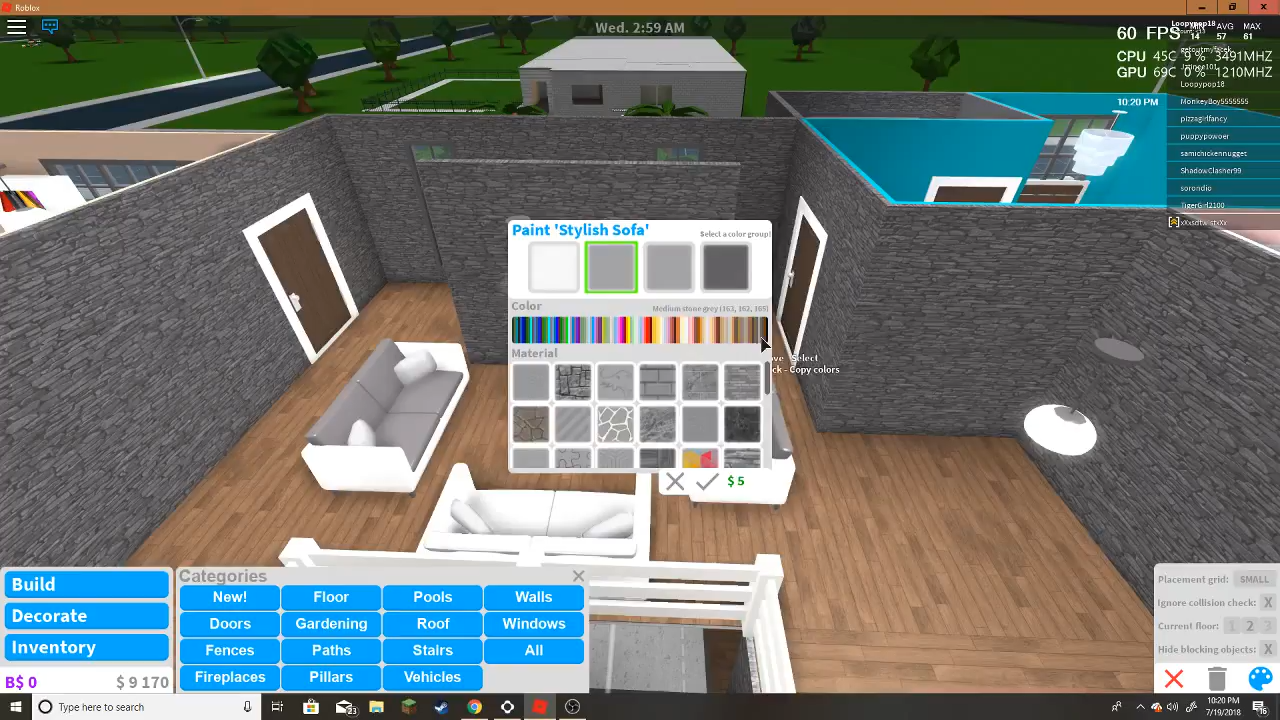 Roblox
Wed. 2:59 AM
Loopypop18
MIN AVG MAX
60 FPS 14 57 61
CPU 45C 9 % 3491MHZ
GPU 69C 0 % 1210MHZ
Loopypop18
10:20 PM
MonkeyBoy5555555
pizzagirlfancy
puppypowoer
samichickennugget
ShadowClasher99
sorondio
TigerGirl2100
xXxsdtwistxXx
Paint 'Stylish Sofa'
Select a color group!
Color
Medium stone grey (163, 162, 165)
Material
Select
Copy colors
$ 5
Build
Decorate
Inventory
B$ 0 $ 9 170
Categories
New! Floor Pools Walls
Doors Gardening Roof Windows
Fences Paths Stairs All
Fireplaces Pillars Vehicles
Placement grid: SMALL
Ignore collision check: X
Current floor: 1 2 3
Hide blocking objects: X
Type here to search
10:20 PM
7/19/2018